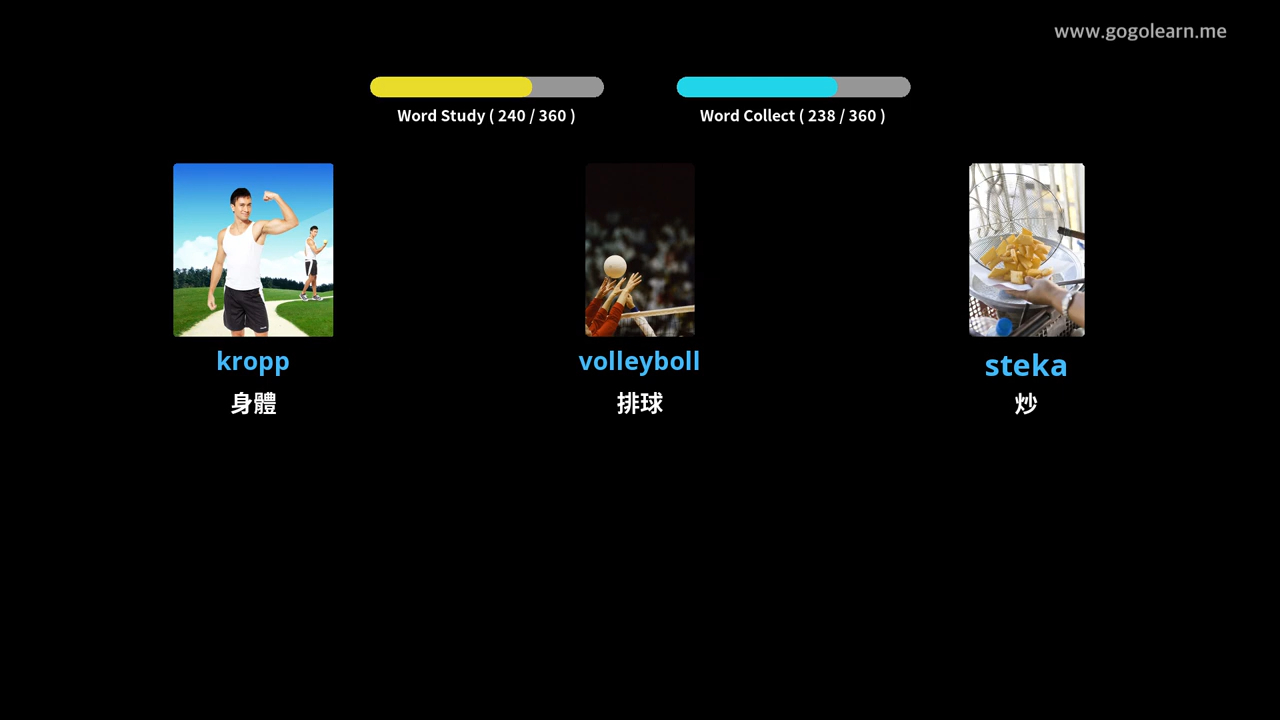 www.gogolearn.me
Word Study ( 240 / 360 )
Word Collect ( 238 / 360 )
kropp
volleyboll
steka
身體
排球
炒